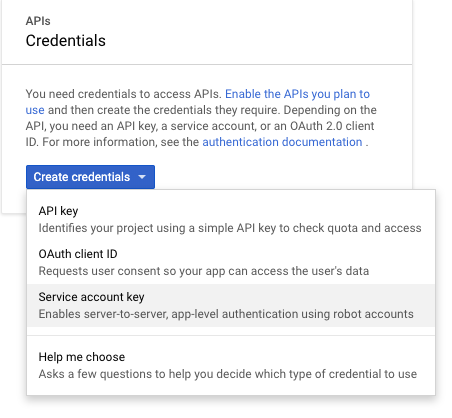 APIs
Credentials
You need credentials to access APIs. Enable the APIs you plan to
use and then create the credentials they require. Depending on the
API, you need an API key, a service account, or an OAuth 2.0 client
ID. For more information, see the authentication documentation .
Create credentials
API key
Identifies your project using a simple API key to check quota and access
OAuth client ID
Requests user consent so your app can access the user's data
Service account key
Enables server-to-server, app-level authentication using robot accounts
Help me choose
Asks a few questions to help you decide which type of credential to use